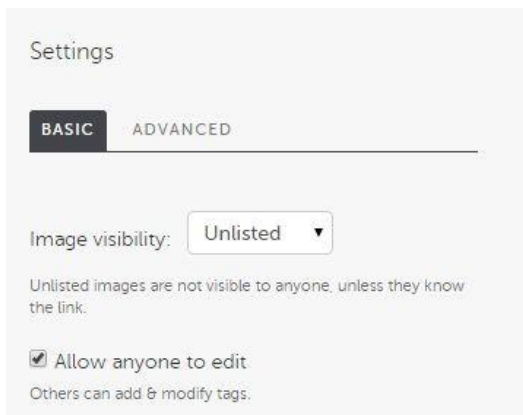 Settings
BASIC ADVANCED
Image visibility: Unlisted
Unlisted images are not visible to anyone, unless they know
the link.
Allow anyone to edit
Others can add & modify tags.